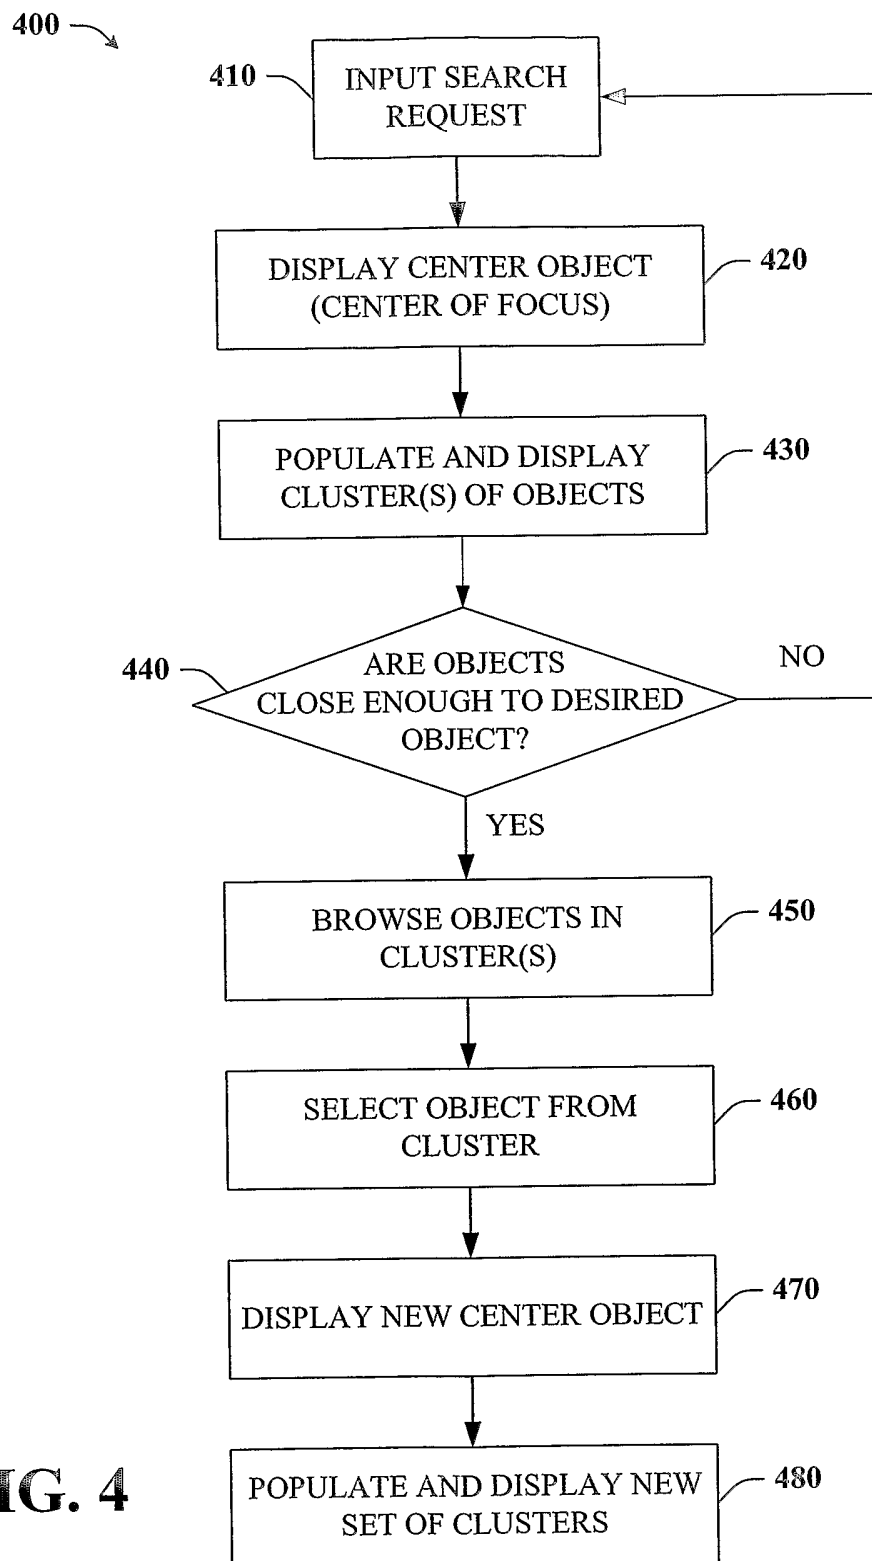 400
410
INPUT SEARCH
REQUEST
DISPLAY CENTER OBJECT
(CENTER OF FOCUS)
420
POPULATE AND DISPLAY
CLUSTER(S) OF OBJECTS
430
440
ARE OBJECTS
CLOSE ENOUGH TO DESIRED
OBJECT?
NO
YES
BROWSE OBJECTS IN
CLUSTER(S)
450
SELECT OBJECT FROM
CLUSTER
460
DISPLAY NEW CENTER OBJECT
470
POPULATE AND DISPLAY NEW
SET OF CLUSTERS
480
IG. 4